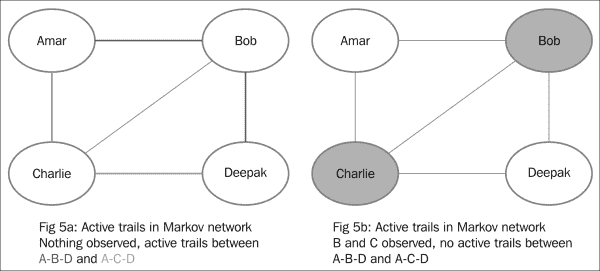 Amar
Bob
Charlie
Deepak
Fig 5a: Active trails in Markov network
Nothing observed, active trails between
A-B-D and A-C-D
Amar
Bob
Charlie
Deepak
Fig 5b: Active trails in Markov network
B and C observed, no active trails between
A-B-D and A-C-D